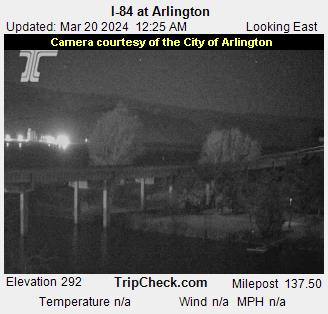 I-84 at Arlington
Updated: Mar 20 2024 12:25 AM Looking East
Camera courtesy of the City of Arlington
Elevation 292 TripCheck.com Milepost 137.50
Temperature n/a Wind n/a MPH n/a